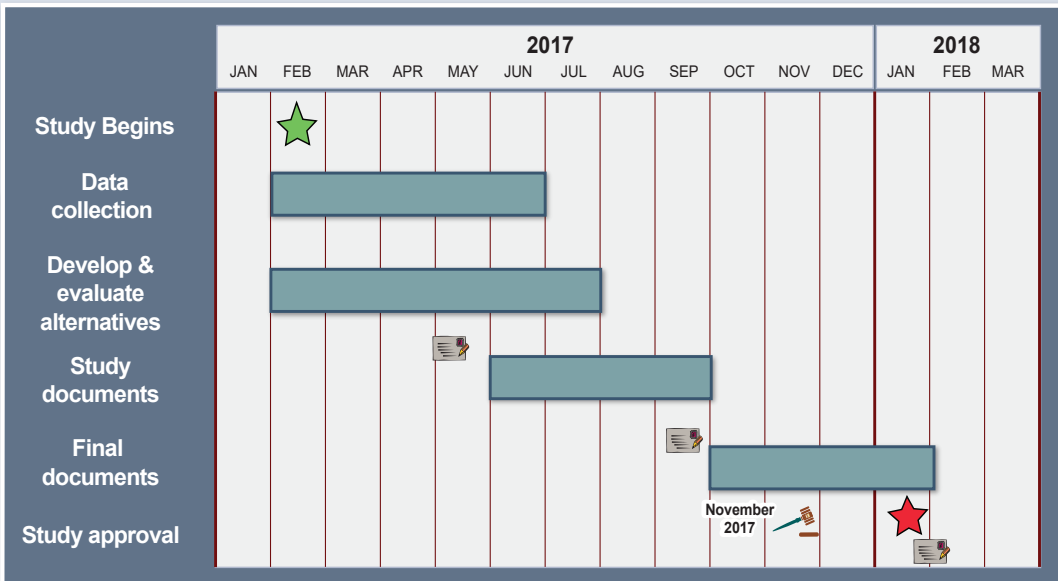 2017
2018
JAN FEB MAR APR MAY JUN JUL AUG SEP OCT NOV DEC JAN FEB MAR
Study Begins
Data
collection
Develop &
evaluate
alternatives
Study
documents
Final
documents
November
2017
Study approval